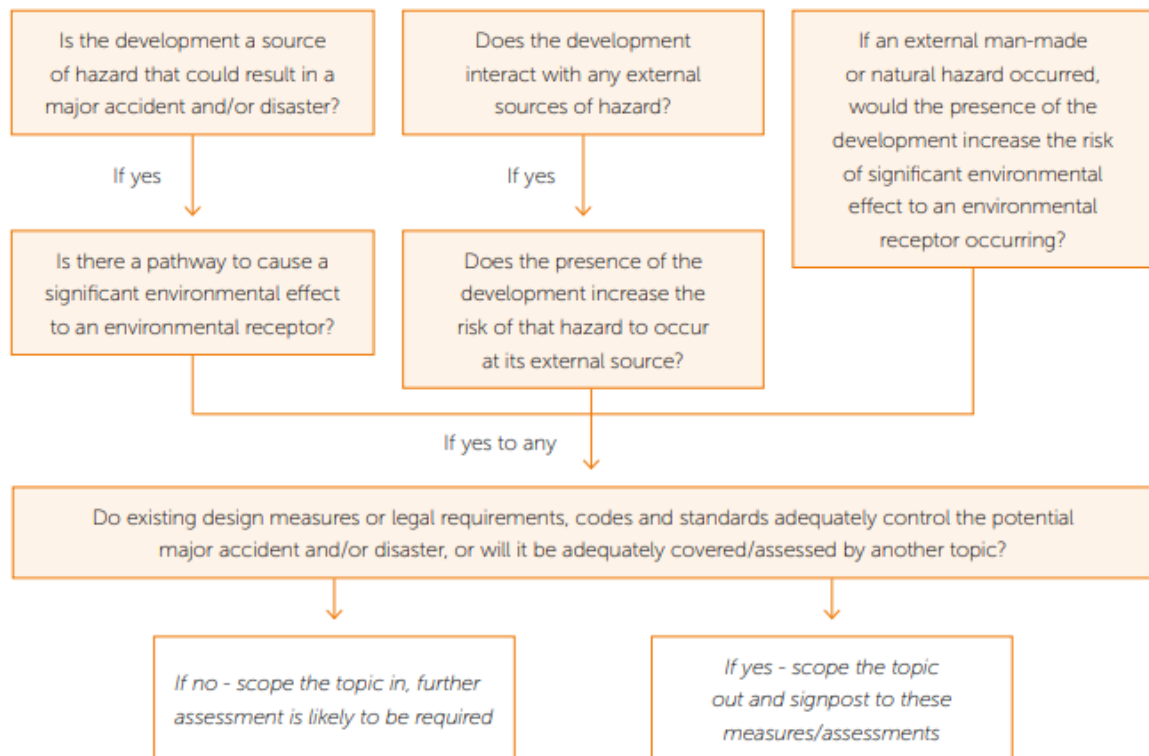 Is the development a source
of hazard that could result in a
major accident and/or disaster?
Does the development
interact with any external
sources of hazard?
If an external man-made
or natural hazard occurred,
would the presence of the
development increase the risk
of significant environmental
effect to an environmental
receptor occurring?
If yes
If yes
Is there a pathway to cause a
significant environmental effect
to an environmental receptor?
Does the presence of the
development increase the
risk of that hazard to occur
at its external source?
If yes to any
Do existing design measures or legal requirements, codes and standards adequately control the potential
major accident and/or disaster, or will it be adequately covered/assessed by another topic?
If no - scope the topic in, further
assessment is likely to be required
If yes - scope the topic
out and signpost to these
measures/assessments